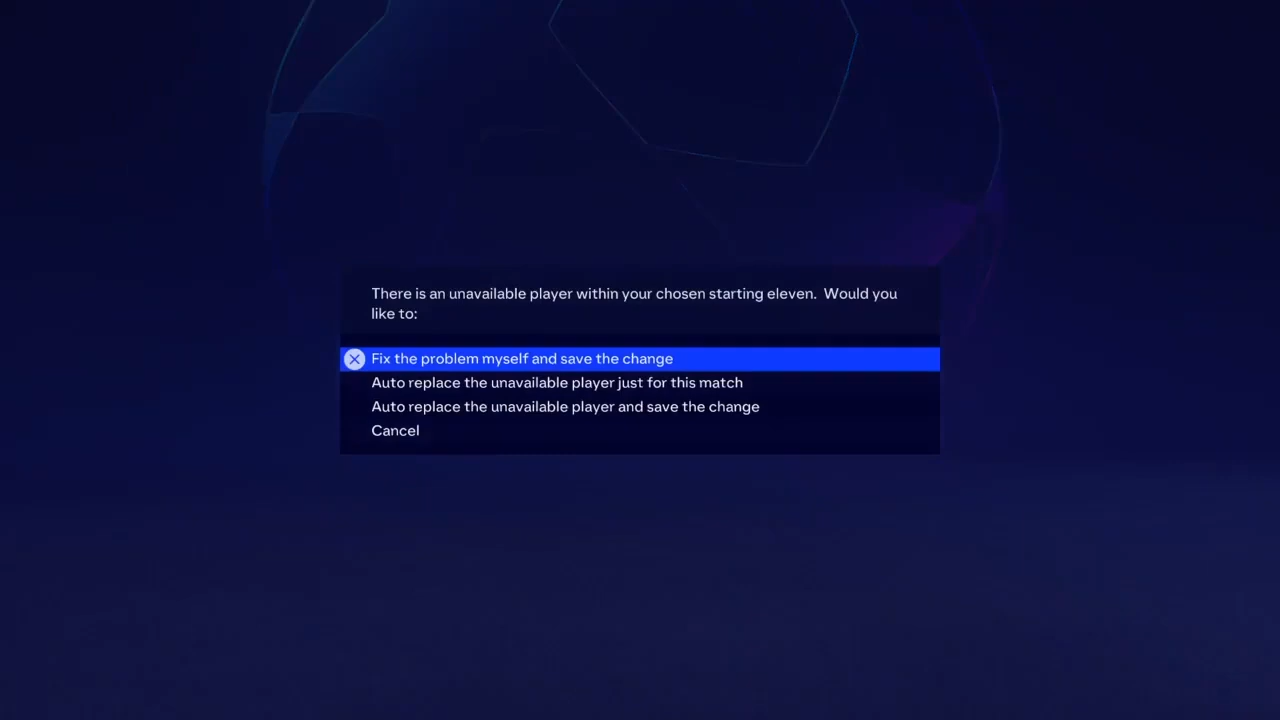 There is an unavailable player within your chosen starting eleven.  Would you
like to:
Fix the problem myself and save the change
Auto replace the unavailable player just for this match
Auto replace the unavailable player and save the change
Cancel